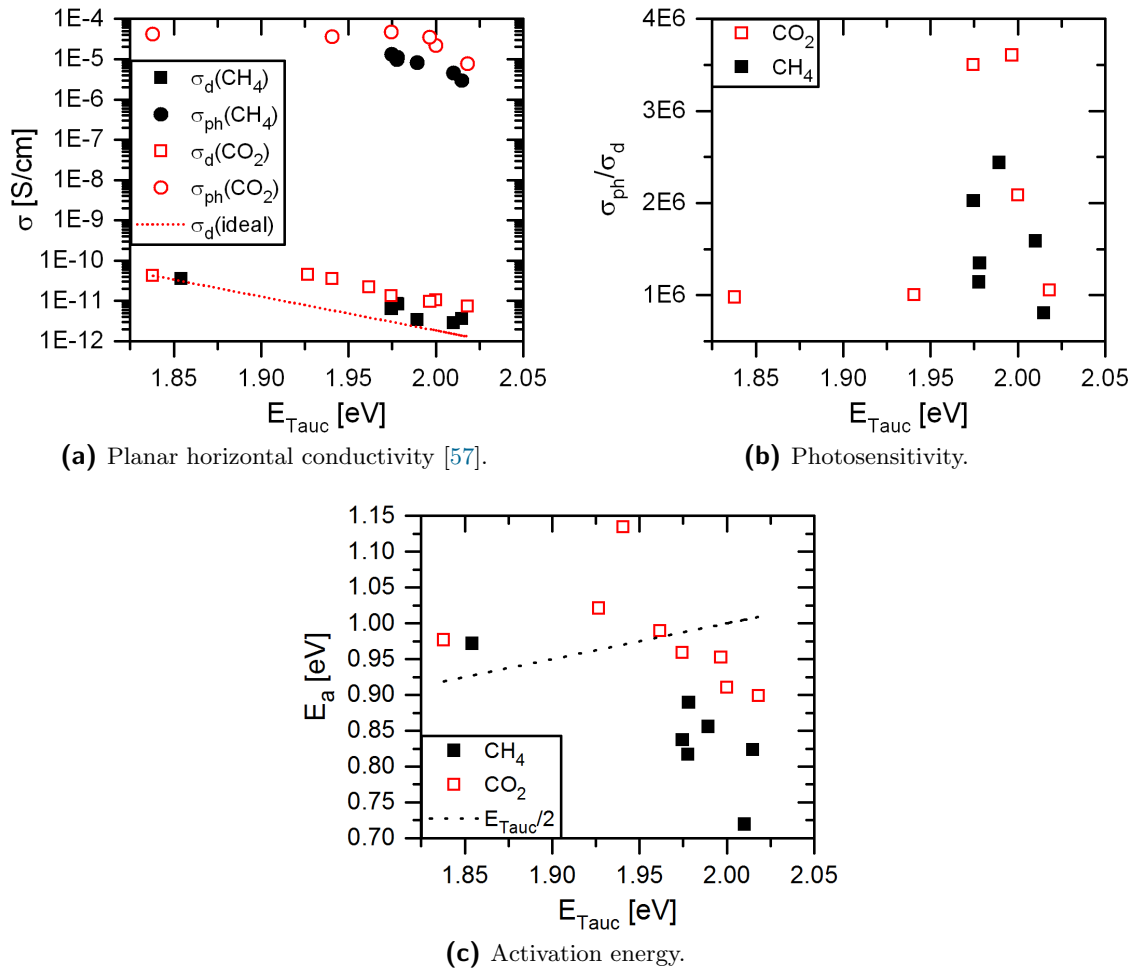 1E-4
1E-5
1E-6
1E-7
1E-8
1E-9
1E-10
1E-11
1E-12
σ [S/cm]
σd(CH4)
σph(CH4)
σd(CO2)
σph(CO2)
σd(ideal)
1.85 1.90 1.95 2.00 2.05
ETauc [eV]
(a) Planar horizontal conductivity [57].
4E6
3E6
2E6
1E6
σph/σd
CO2
CH4
1.85 1.90 1.95 2.00 2.05
ETauc [eV]
(b) Photosensitivity.
1.15
1.10
1.05
1.00
0.95
0.90
0.85
0.80
0.75
0.70
Ea [eV]
CH4
CO2
ETauc/2
1.85 1.90 1.95 2.00 2.05
ETauc [eV]
(c) Activation energy.